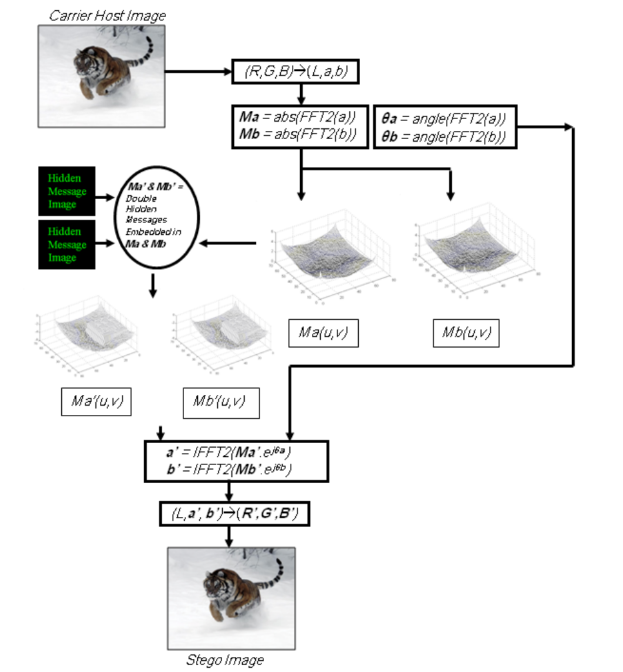 Carrier Host Image
(R,G,B)→(L,a,b)
Ma = abs(FFT2(a))
Mb = abs(FFT2(b))
θa = angle(FFT2(a))
θb = angle(FFT2(b))
Hidden
Message
Image
Hidden
Message
Image
Ma' & Mb' =
Double
Hidden
Messages
Embedded in
Ma & Mb
Ma(u,v)
Mb(u,v)
Ma'(u,v)
Mb'(u,v)
a' = IFFT2(Ma'.e^jθa)
b' = IFFT2(Mb'.e^jθb)
(L,a', b')→(R',G',B')
Stego Image